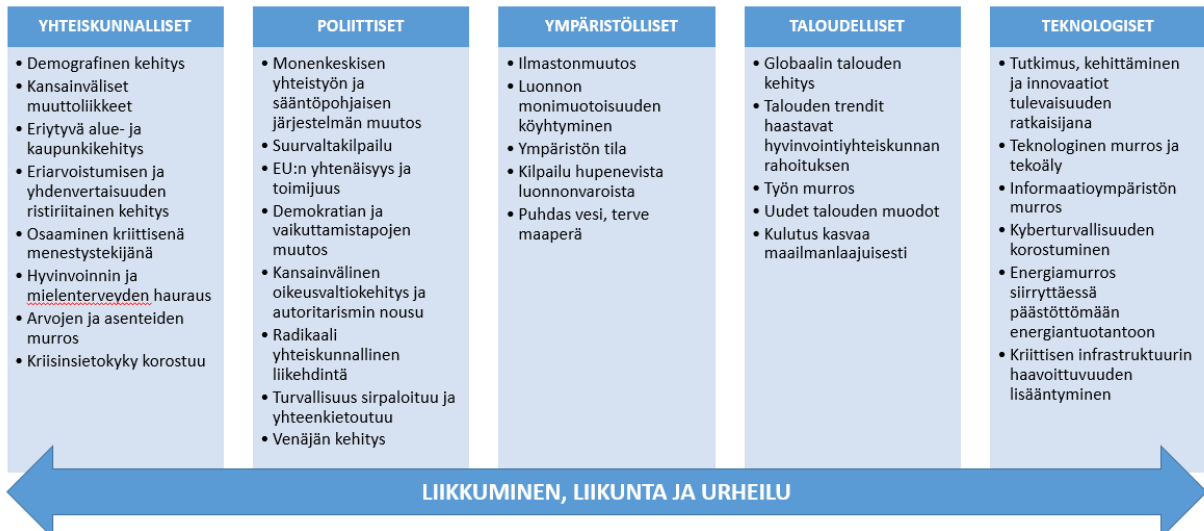 YHTEISKUNNALLISET
• Demografinen kehitys
• Kansainväliset
muuttoliikkeet
• Eriytyvä alue- ja
kaupunkikehitys
• Eriarvoistumisen ja
yhdenvertaisuuden
ristiriitainen kehitys
• Osaaminen kriittisenä
menestystekijänä
• Hyvinvoinnin ja
mielenterveyden hauraus
• Arvojen ja asenteiden
murros
• Kriisinsietokyky korostuu
POLIITTISET
• Monenkeskisen
yhteistyön ja
sääntöpohjaisen
järjestelmän muutos
• Suurvaltakilpailu
• EU:n yhtenäisyys ja
toimijuus
• Demokratian ja
vaikuttamistapojen
muutos
• Kansainvälinen
oikeusvaltiokehitys ja
autoritarismin nousu
• Radikaali
yhteiskunnallinen
liikehdintä
• Turvallisuus sirpaloituu ja
yhteenkietoutuu
• Venäjän kehitys
YMPÄRISTÖLLISET
• Ilmastonmuutos
• Luonnon
monimuotoisuuden
köyhtyminen
• Ympäristön tila
• Kilpailu hupenevista
luonnonvaroista
• Puhdas vesi, terve
maaperä
TALOUDELLISET
• Globaalin talouden
kehitys
• Talouden trendit
haastavat
hyvinvointiyhteiskunnan
rahoituksen
• Työn murros
• Uudet talouden muodot
• Kulutus kasvaa
maailmanlaajuisesti
TEKNOLOGISET
• Tutkimus, kehittäminen
ja innovaatiot
tulevaisuuden
ratkaisijana
• Teknologinen murros ja
tekoäly
• Informaatioympäristön
murros
• Kyberturvallisuuden
korostuminen
• Energiamurros
siirryttäessä
päästöttömään
energiantuotantoon
• Kriittisen infrastruktuurin
haavoittuvuuden
lisääntyminen
LIIKKUMINEN, LIIKUNTA JA URHEILU